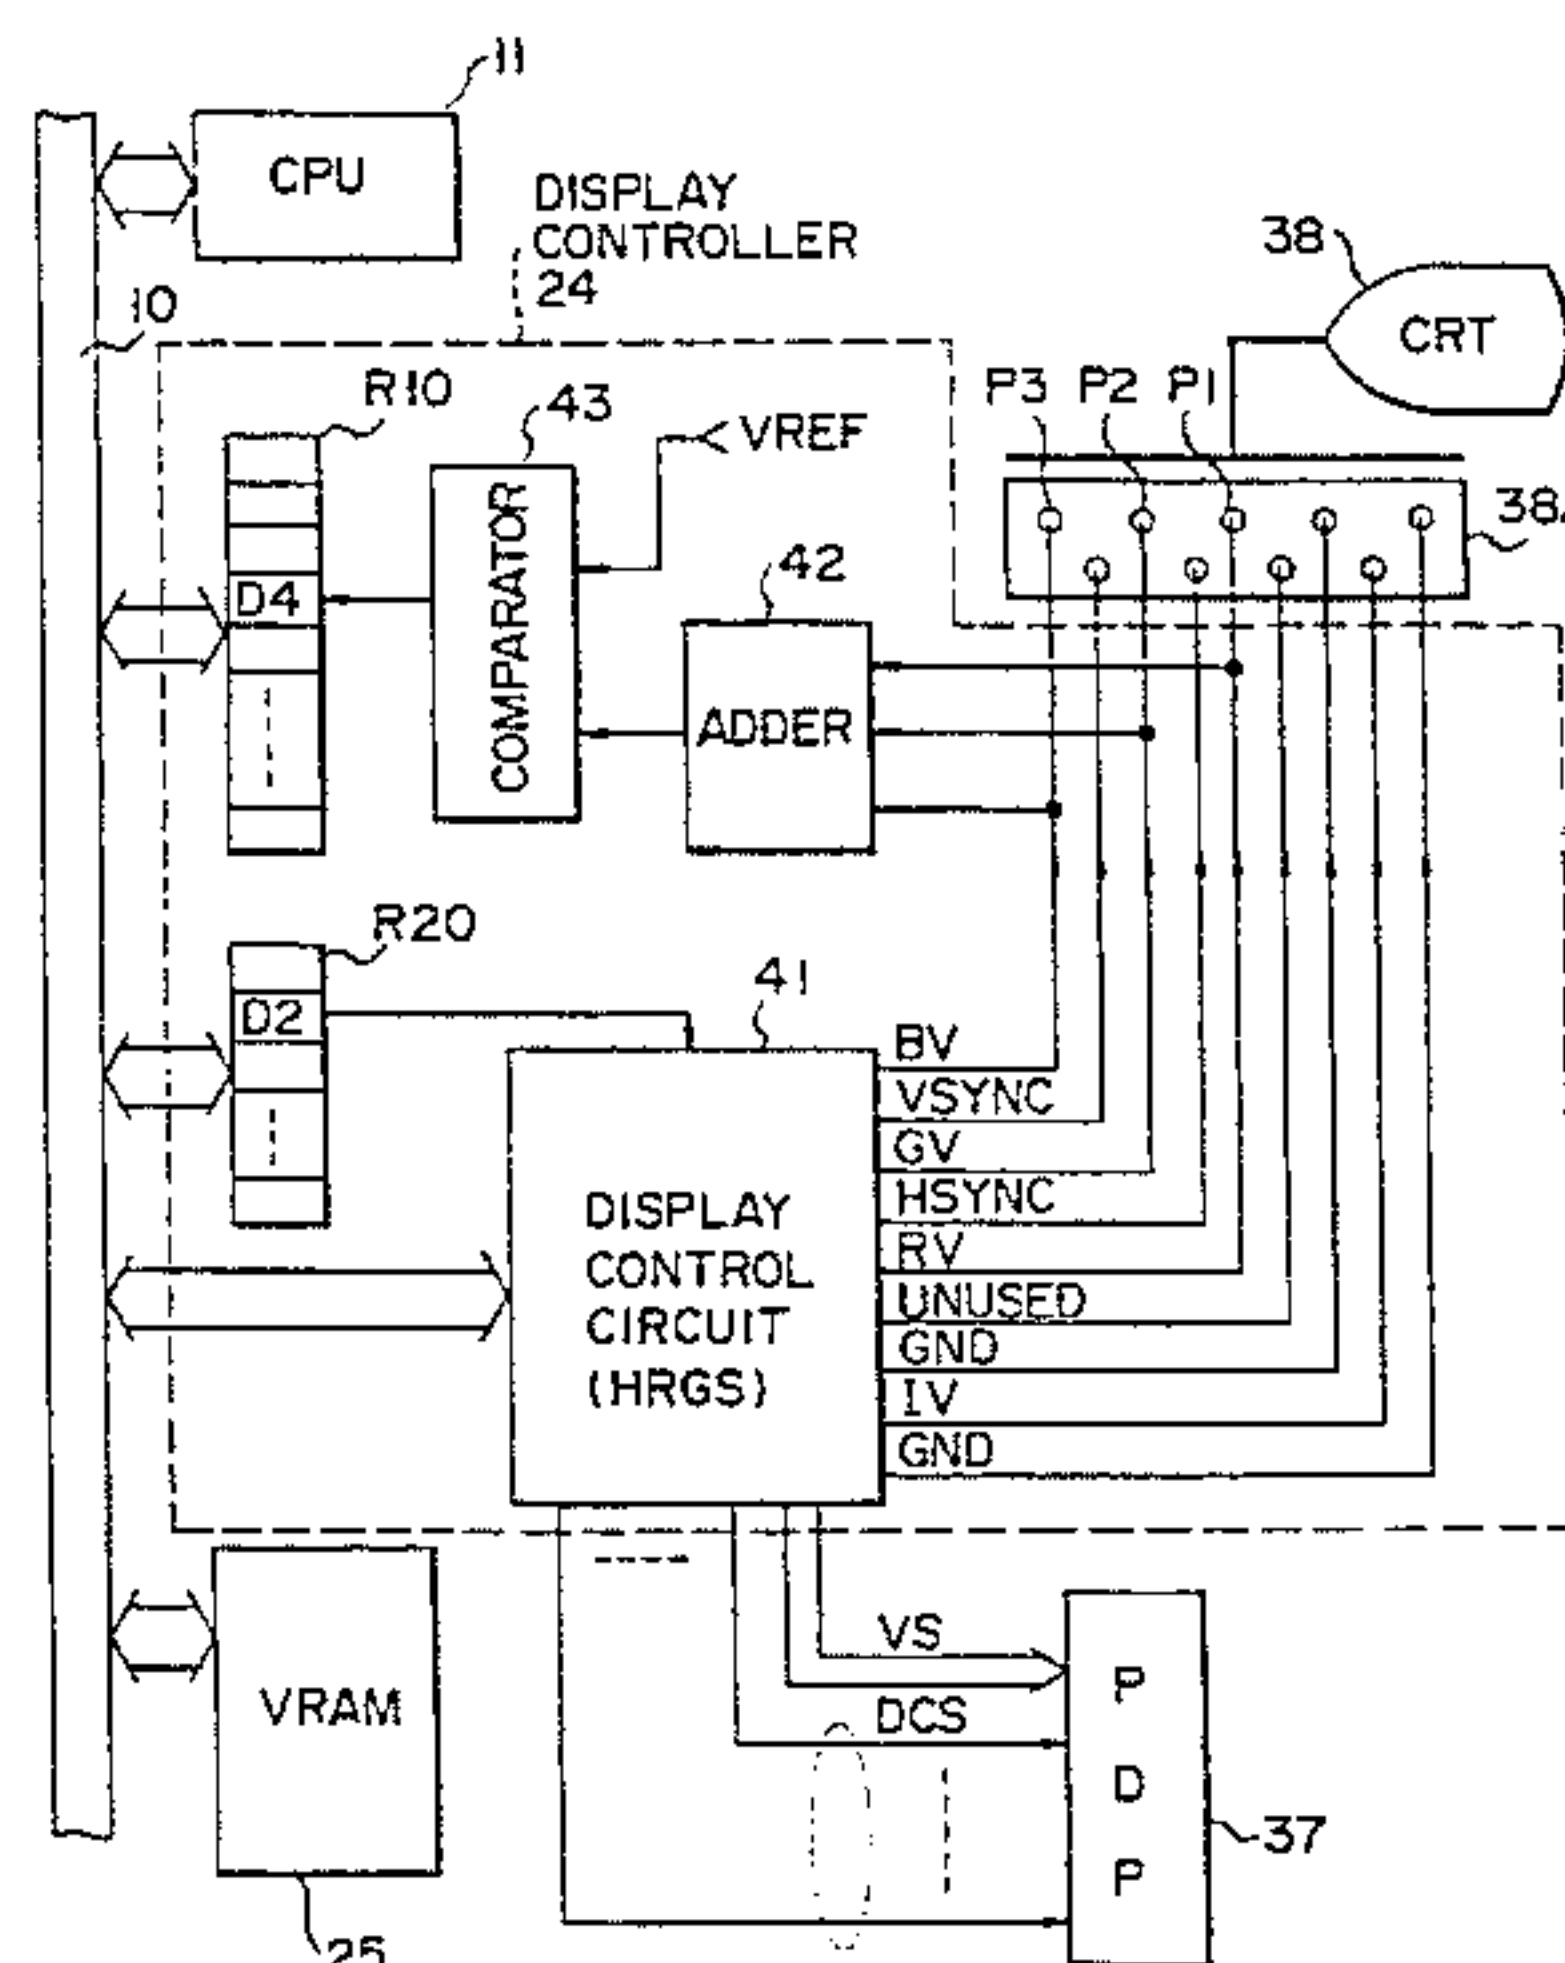 11
CPU
DISPLAY
CONTROLLER
24
10
38
CRT
R10
43
VREF
P3 P2 P1
38
COMPARATOR
D4
42
ADDER
R20
D2
41
BV
VSYNC
GV
HSYNC
RV
UNUSED
GND
IV
GND
DISPLAY
CONTROL
CIRCUIT
(HRGS)
VS
DCS
VRAM
P
D
P
37
25